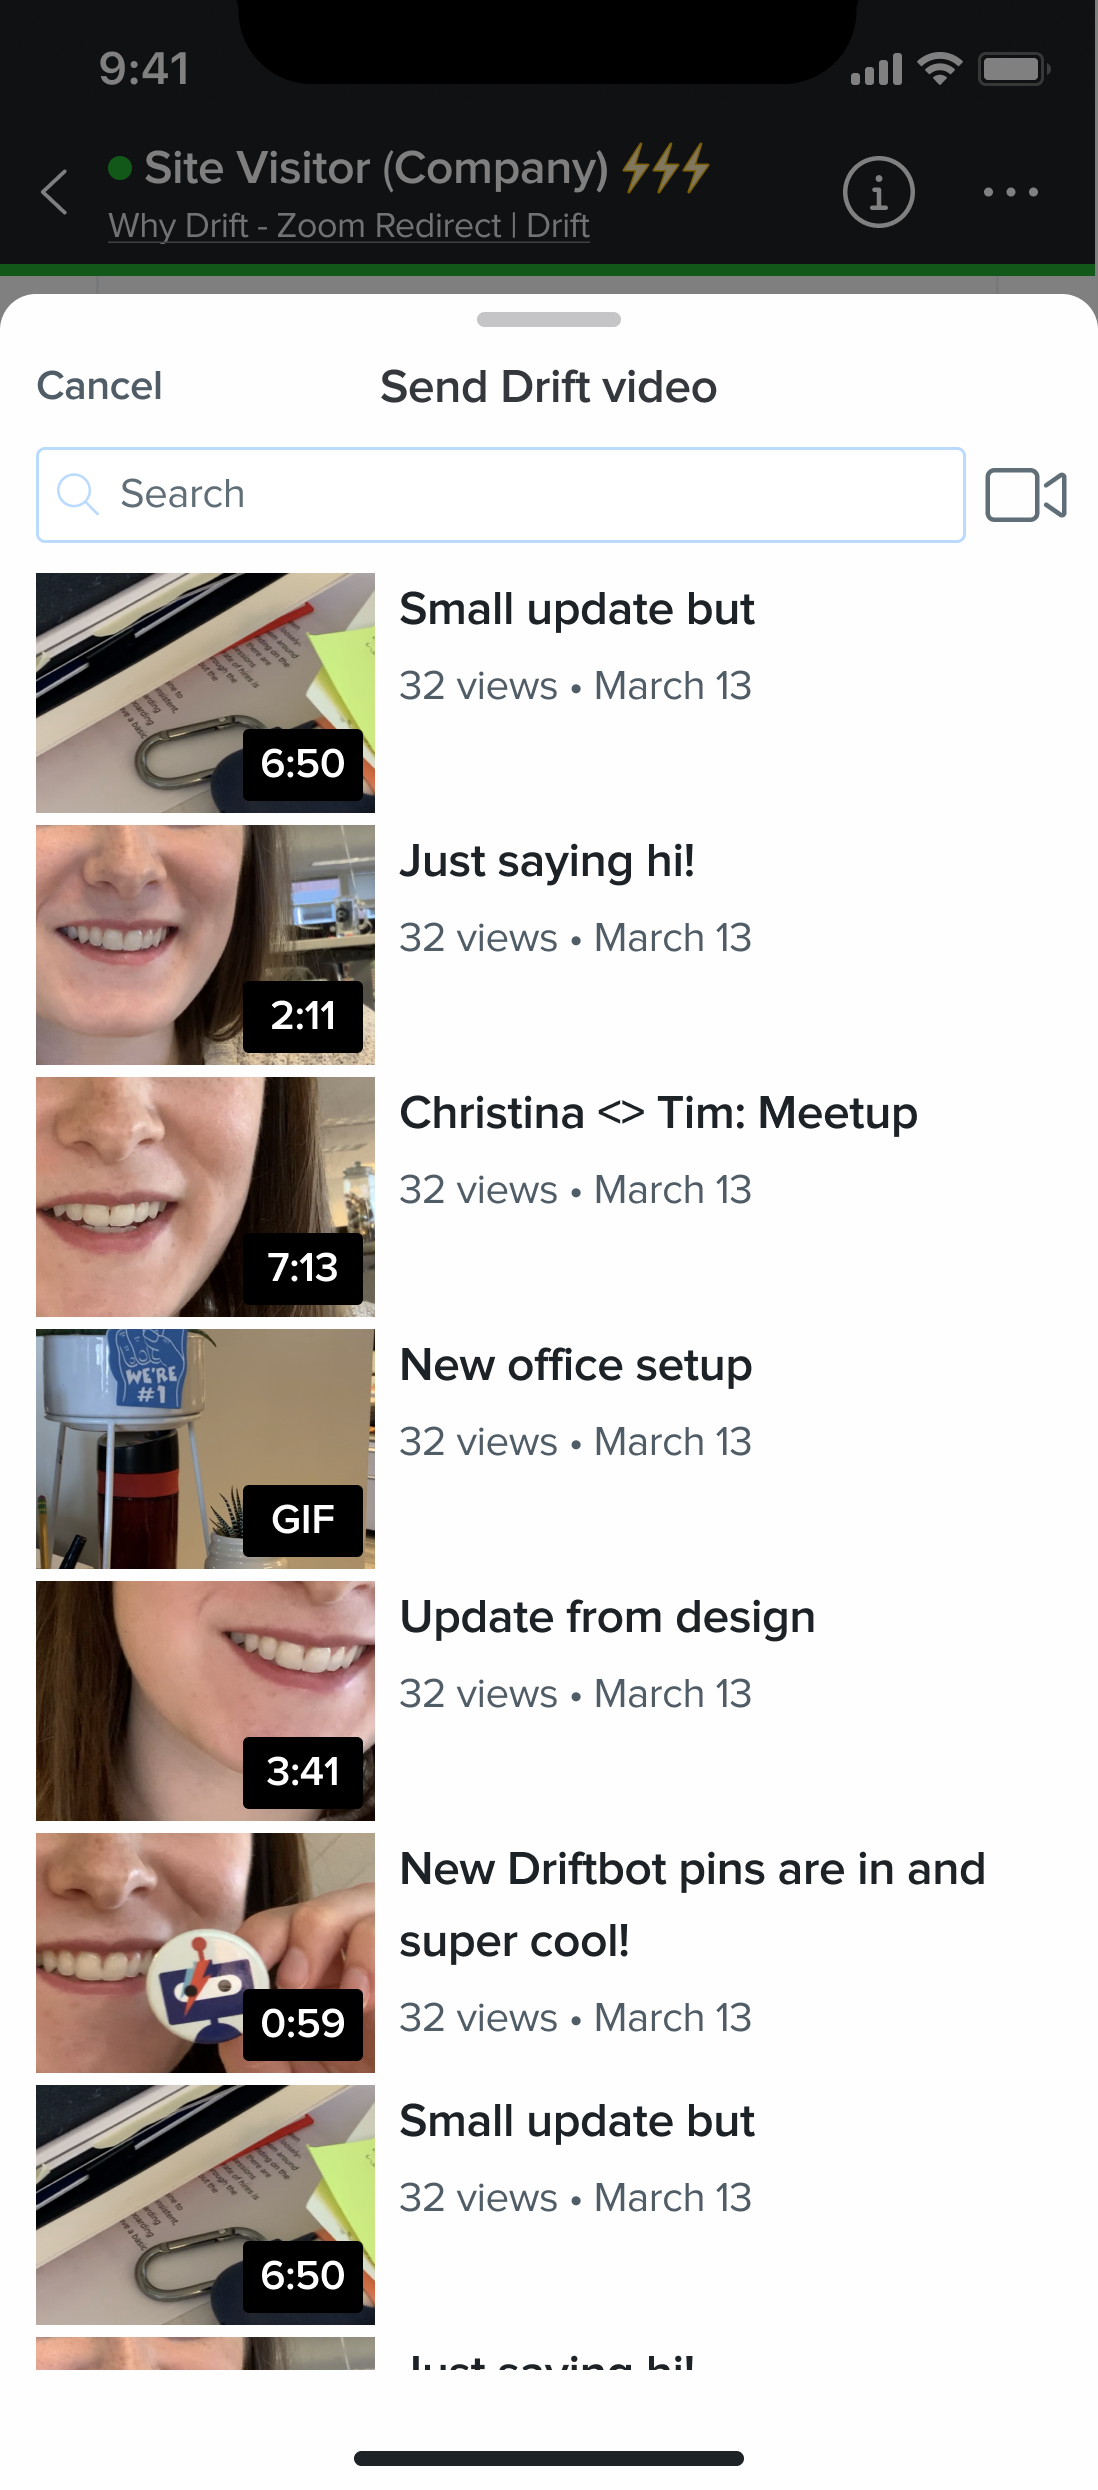 9:41
Site Visitor (Company) ⚡⚡⚡
Why Drift - Zoom Redirect | Drift
Cancel
Send Drift video
Search
Small update but
32 views • March 13
6:50
Just saying hi!
32 views • March 13
2:11
Christina <> Tim: Meetup
32 views • March 13
7:13
New office setup
32 views • March 13
WE'RE
#1
GIF
Update from design
32 views • March 13
3:41
New Driftbot pins are in and
super cool!
32 views • March 13
0:59
Small update but
32 views • March 13
6:50
Just saying hi!